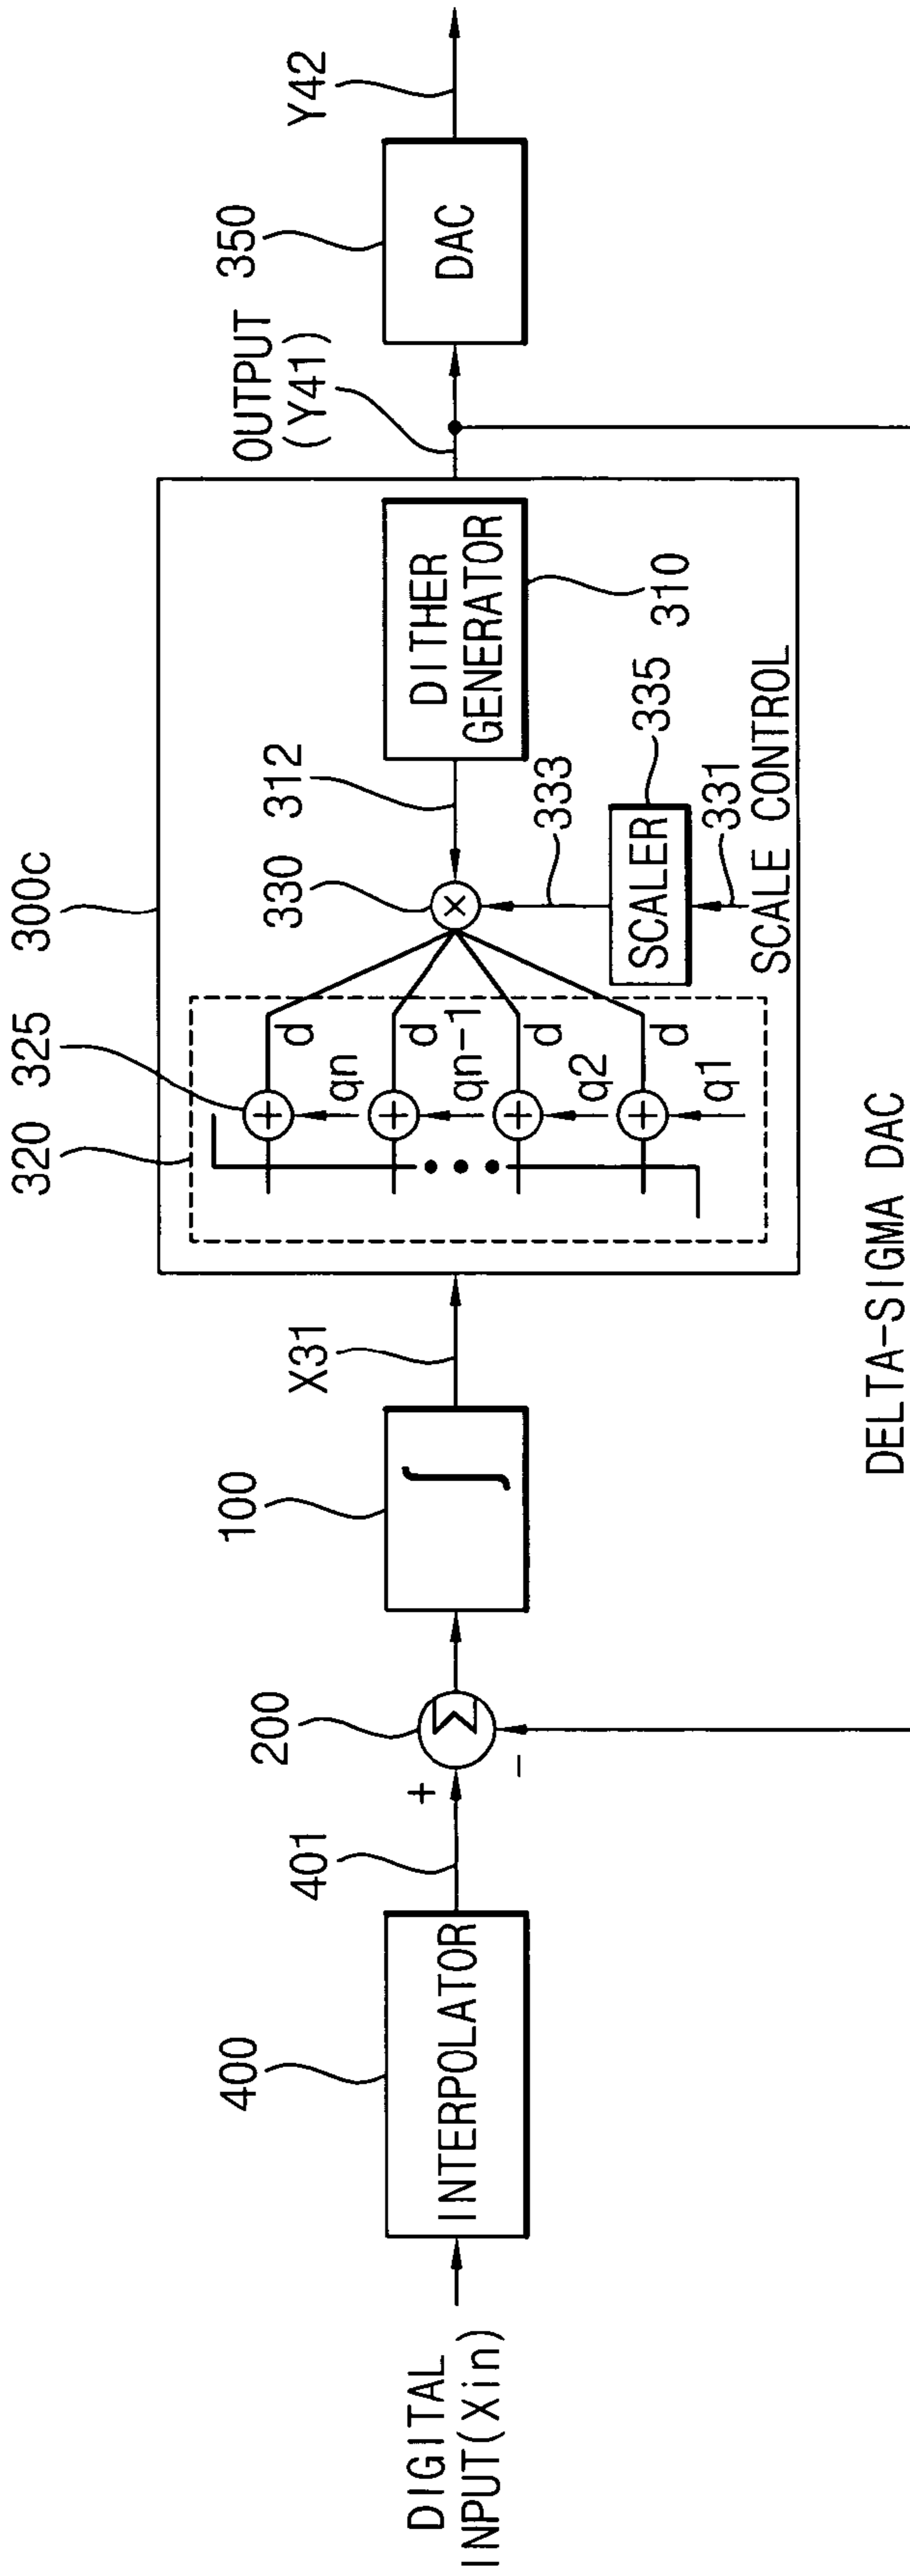 DIGITAL
INPUT(Xin)
400
INTERPOLATOR
401
+
-
200
Σ
100
∫
X31
300c
320
325
+
d
qn
+
d
qn-1
+
d
q2
+
d
q1
330
×
312
DITHER
GENERATOR
310
333
SCALER
335
331
SCALE CONTROL
OUTPUT
(Y41)
350
DAC
Y42
DELTA-SIGMA DAC